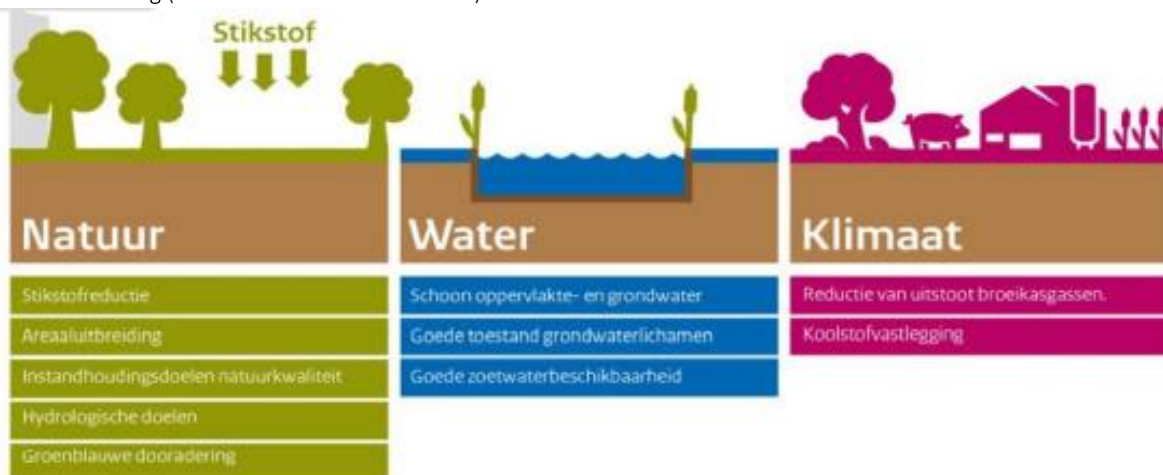 Stikstof
Natuur
Stikstofreductie
Areaaluitbreiding
Instandhoudingsdoelen natuurkwaliteit
Hydrologische doelen
Groenblauwe dooradering
Water
Schoon oppervlakte- en grondwater
Goede toestand grondwaterlichamen
Goede zoetwaterbeschikbaarheid
Klimaat
Reductie van uitstoot broeikasgassen.
Koolstofvastlegging